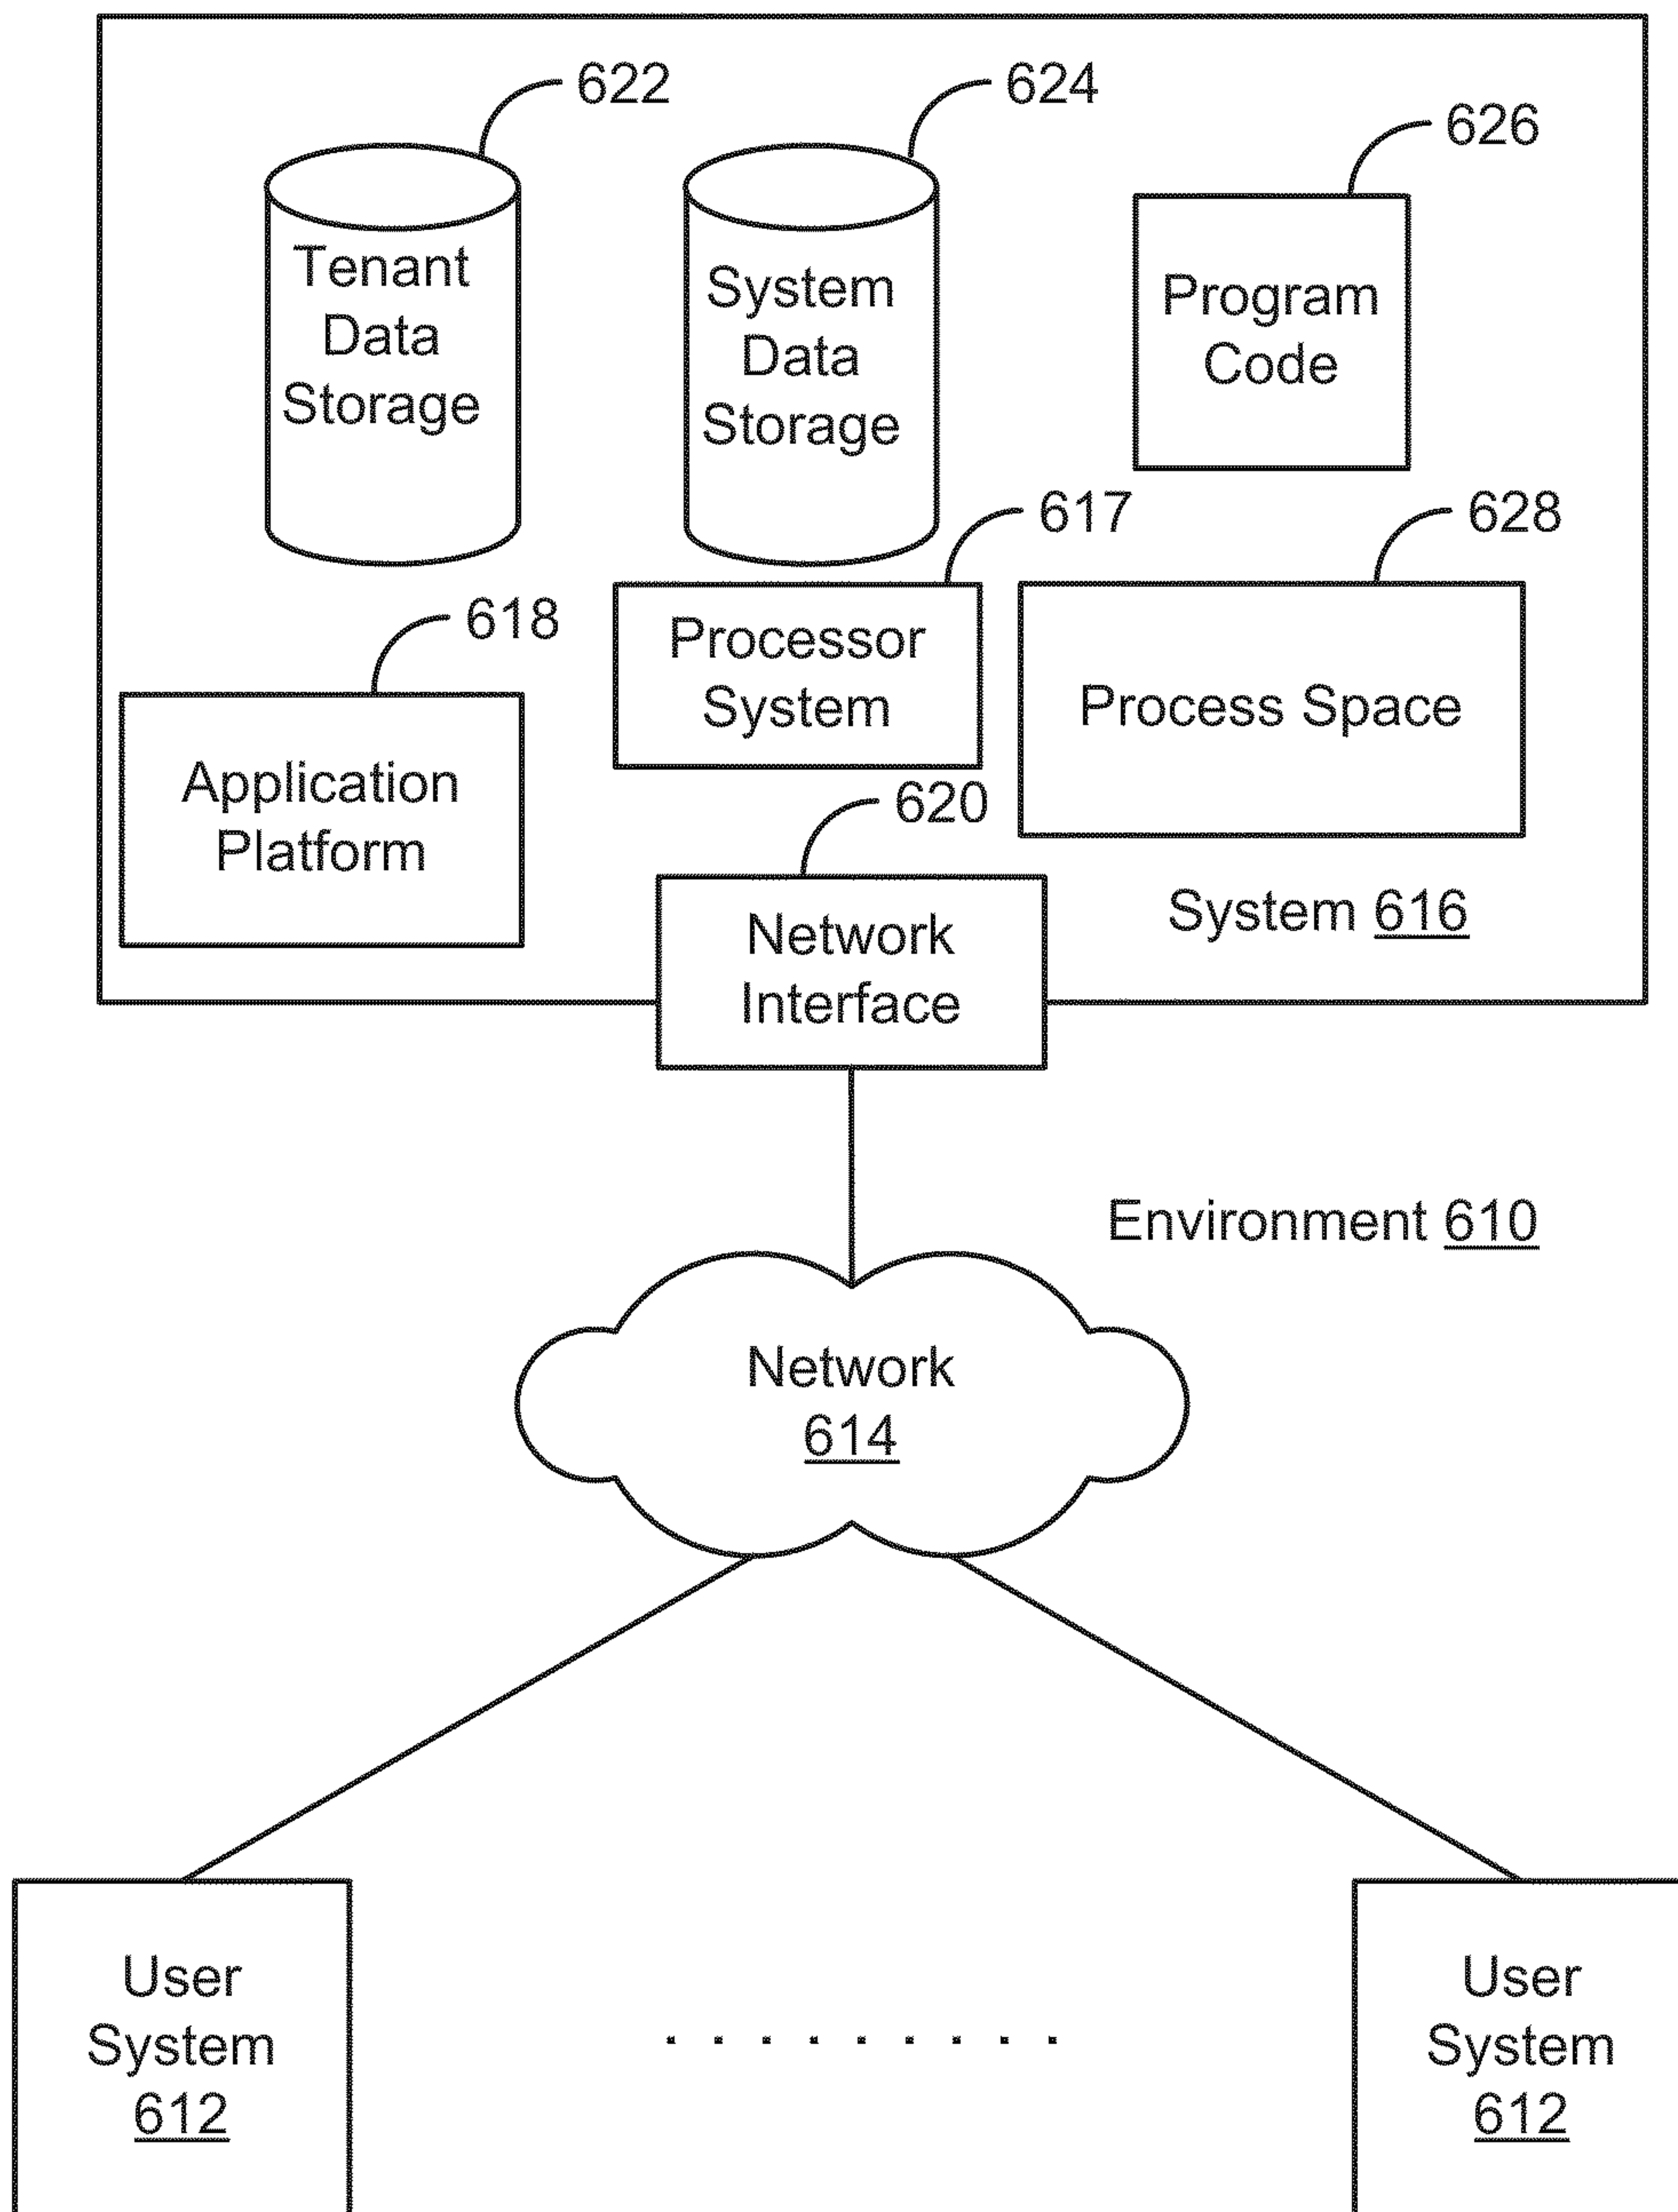 622
624
626
Tenant
Data
Storage
System
Data
Storage
Program
Code
617
628
618
Processor
System
Process Space
Application
Platform
620
Network
Interface
System 616
Environment 610
Network
614
User
System
612
User
System
612